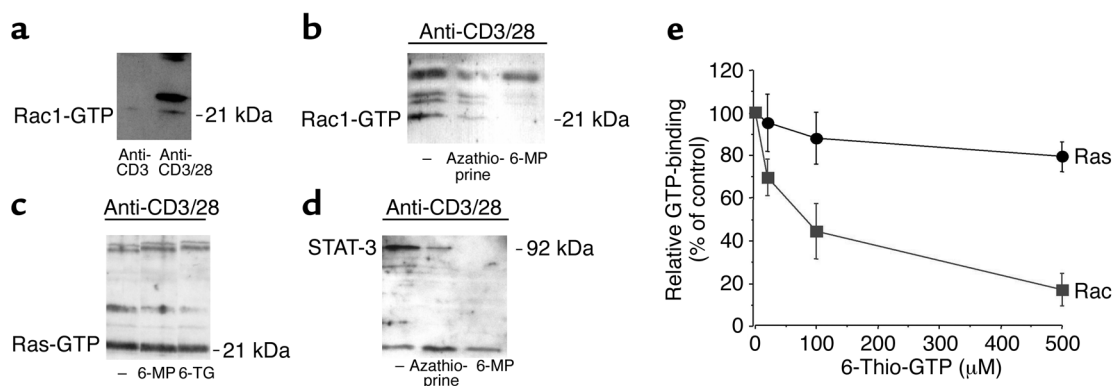 a
Rac1-GTP
-21 kDa
Anti-
CD3
Anti-
CD3/28
b
Anti-CD3/28
Rac1-GTP
-21 kDa
– Azathio-
prine 6-MP
c
Anti-CD3/28
Ras-GTP
-21 kDa
– 6-MP 6-TG
d
Anti-CD3/28
STAT-3
-92 kDa
– Azathio-
prine 6-MP
e
Relative GTP-binding
(% of control)
120
100
80
60
40
20
0
Ras
Rac
0 100 200 300 400 500
6-Thio-GTP (µM)